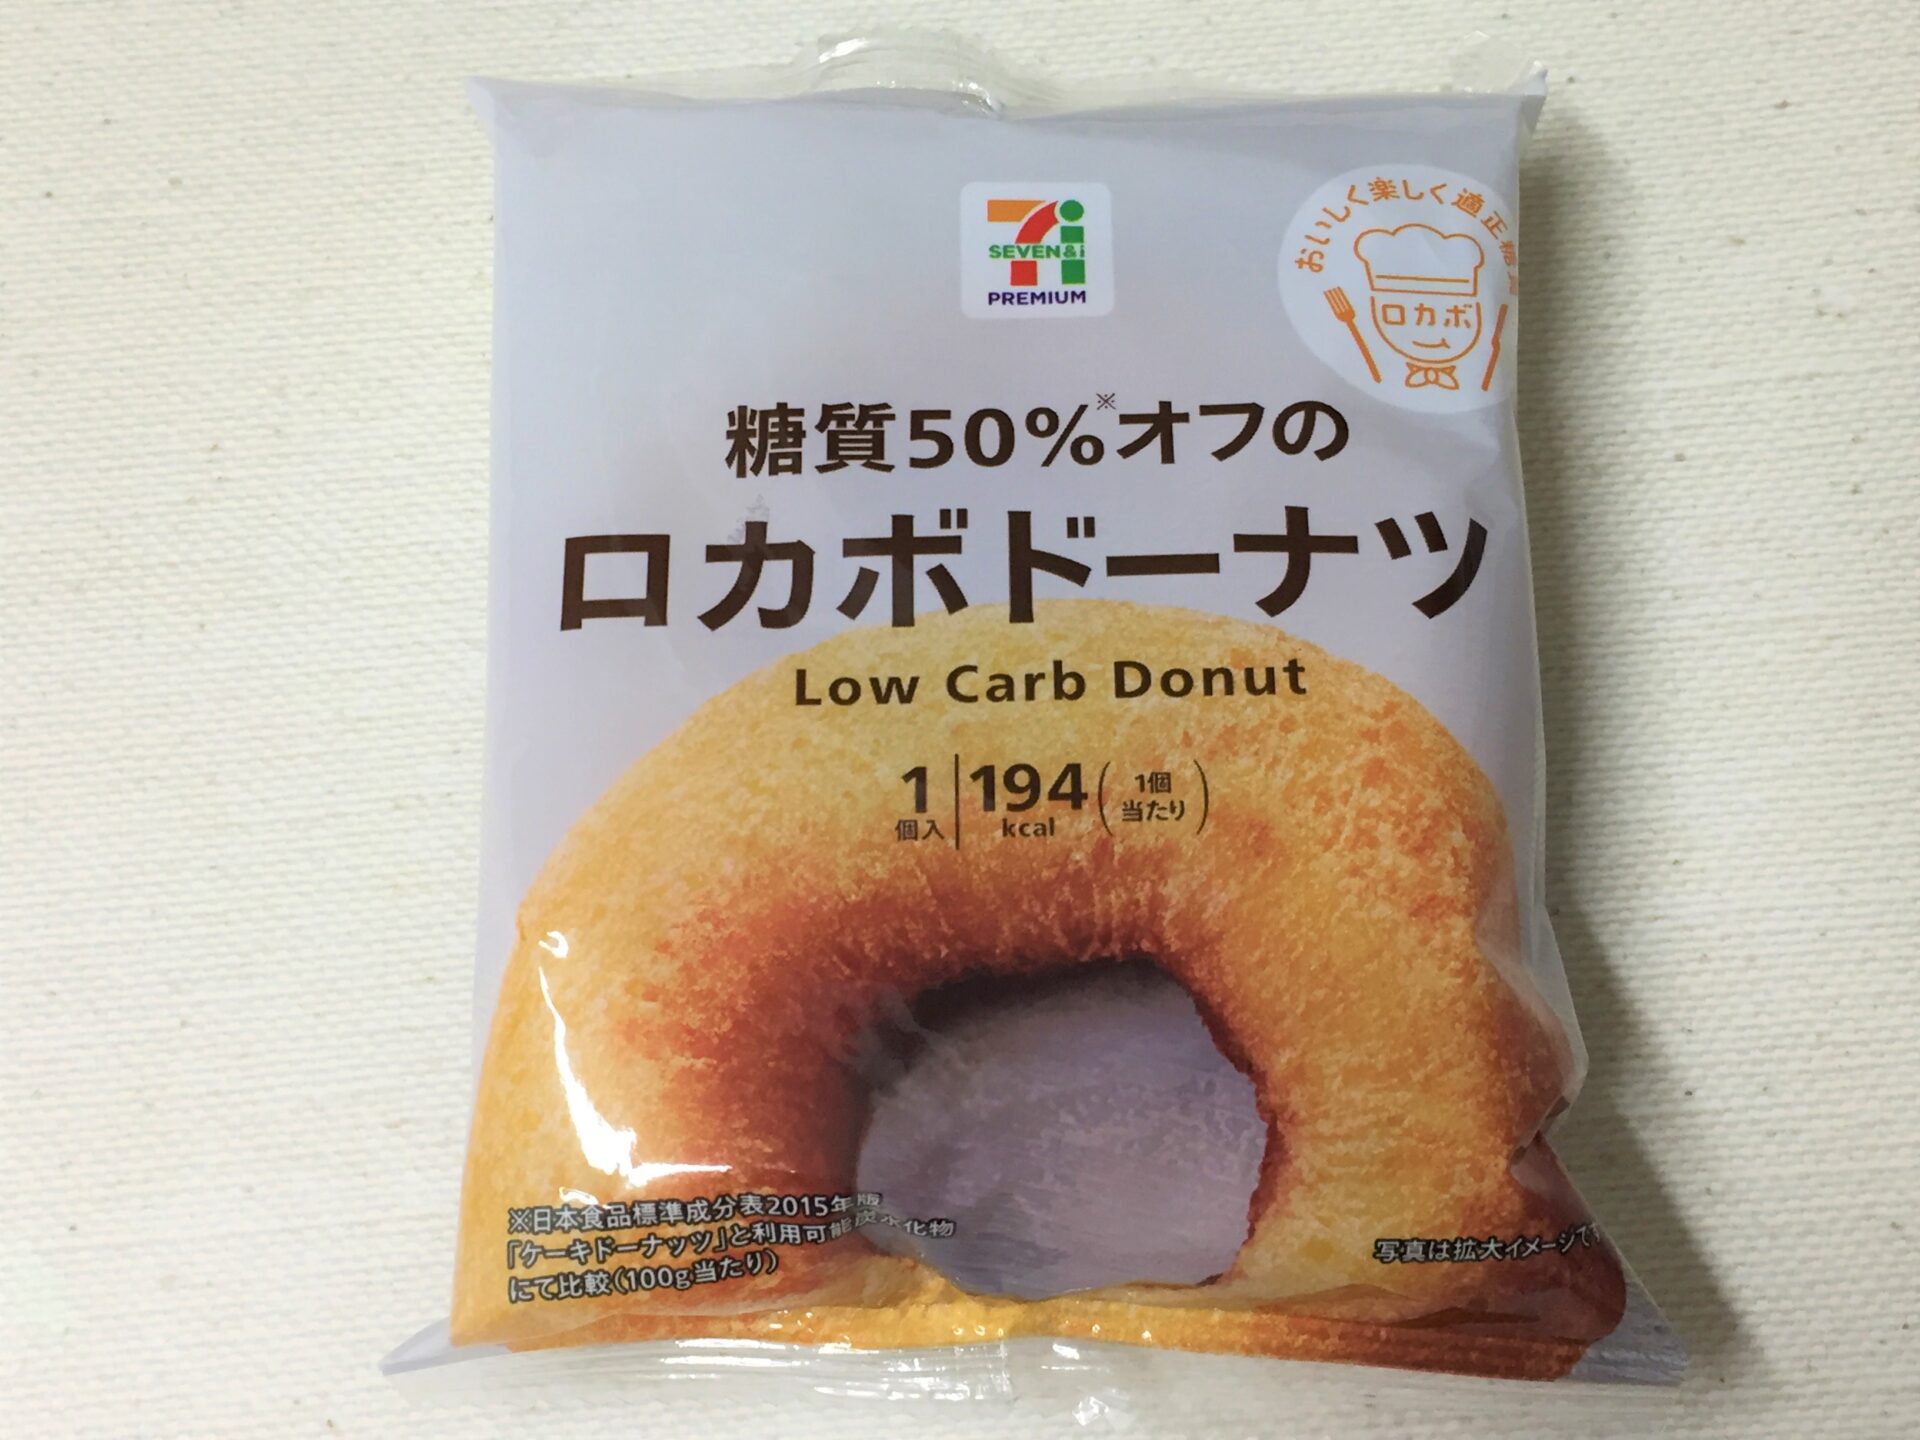 SEVEN&i
PREMIUM
おいしく楽しく適正糖
ロカボ
糖質50%※オフの
ロカボドーナツ
Low Carb Donut
1個入
194kcal
(1個当たり)
※日本食品標準成分表2015年版
「ケーキドーナッツ」と利用可能炭水化物
にて比較(100g当たり)
写真は拡大イメージです